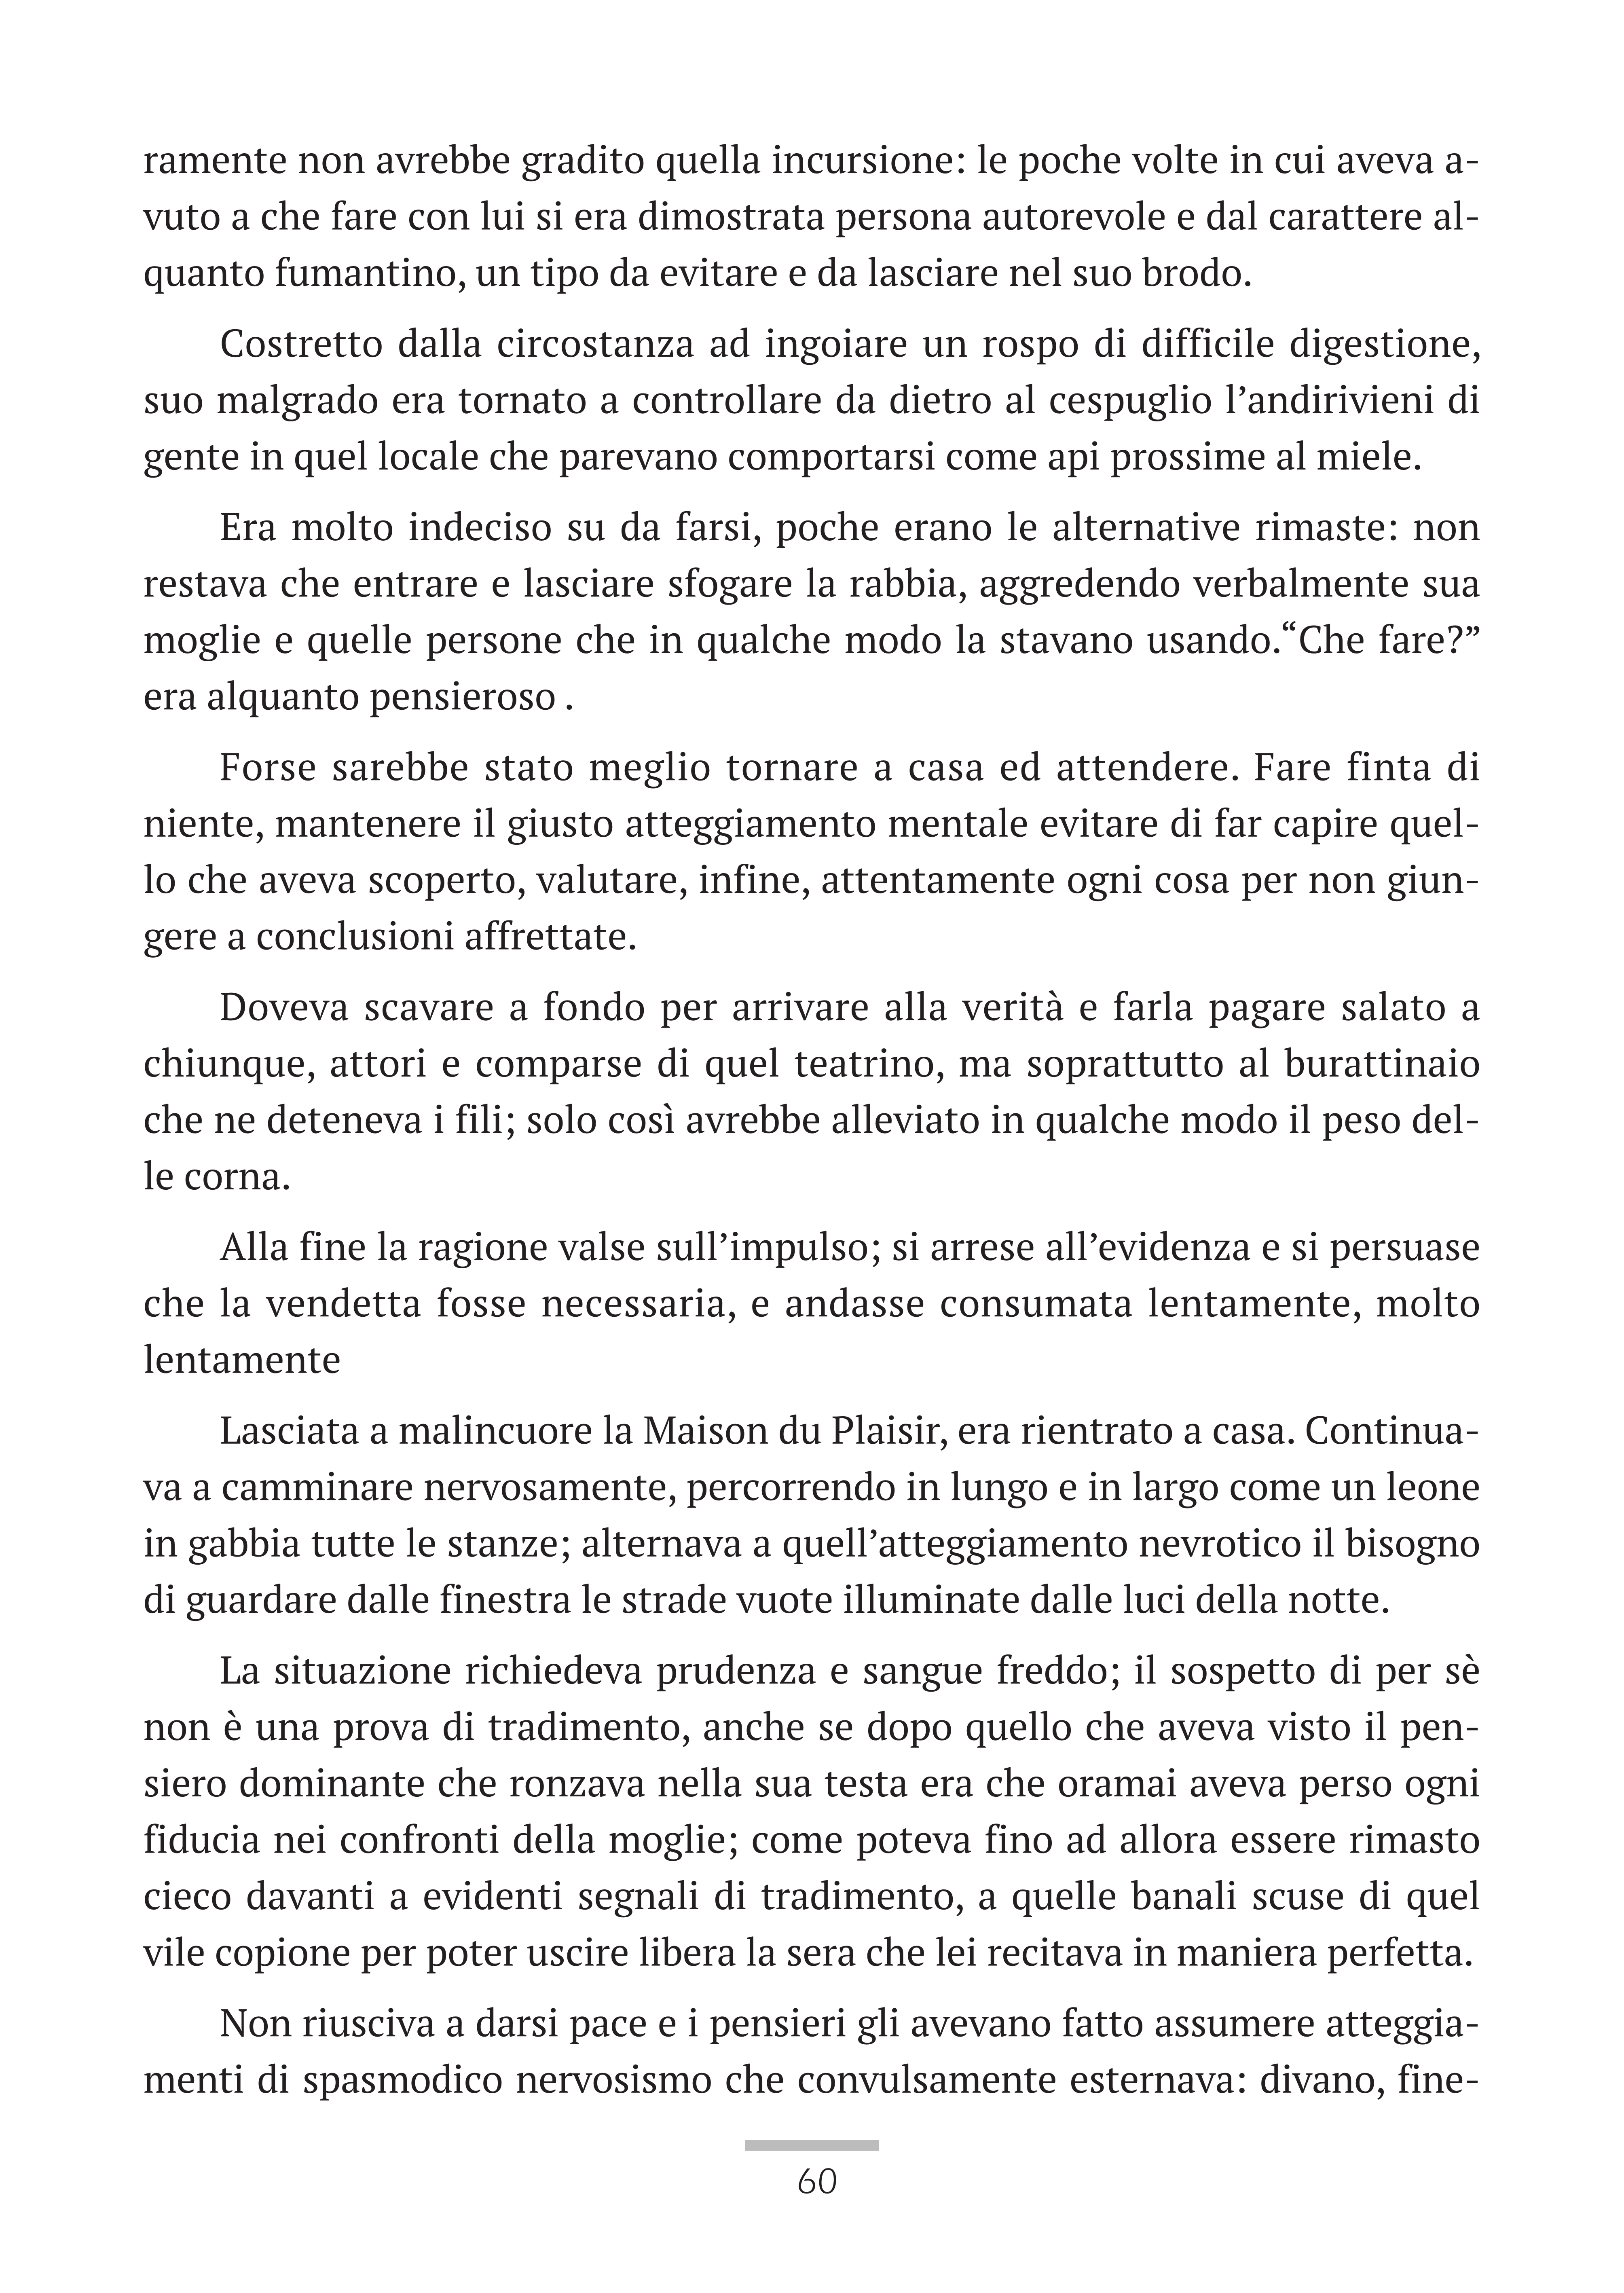 ramente non avrebbe gradito quella incursione: le poche volte in cui aveva a-
vuto a che fare con lui si era dimostrata persona autorevole e dal carattere al-
quanto fumantino, un tipo da evitare e da lasciare nel suo brodo.
Costretto dalla circostanza ad ingoiare un rospo di difficile digestione,
suo malgrado era tornato a controllare da dietro al cespuglio l’andirivieni di
gente in quel locale che parevano comportarsi come api prossime al miele.
Era molto indeciso su da farsi, poche erano le alternative rimaste: non
restava che entrare e lasciare sfogare la rabbia, aggredendo verbalmente sua
moglie e quelle persone che in qualche modo la stavano usando.“Che fare?”
era alquanto pensieroso .
Forse sarebbe stato meglio tornare a casa ed attendere. Fare finta di
niente, mantenere il giusto atteggiamento mentale evitare di far capire quel-
lo che aveva scoperto, valutare, infine, attentamente ogni cosa per non giun-
gere a conclusioni affrettate.
Doveva scavare a fondo per arrivare alla verità e farla pagare salato a
chiunque, attori e comparse di quel teatrino, ma soprattutto al burattinaio
che ne deteneva i fili; solo così avrebbe alleviato in qualche modo il peso del-
le corna.
Alla fine la ragione valse sull’impulso; si arrese all’evidenza e si persuase
che la vendetta fosse necessaria, e andasse consumata lentamente, molto
lentamente
Lasciata a malincuore la Maison du Plaisir, era rientrato a casa. Continua-
va a camminare nervosamente, percorrendo in lungo e in largo come un leone
in gabbia tutte le stanze; alternava a quell’atteggiamento nevrotico il bisogno
di guardare dalle finestra le strade vuote illuminate dalle luci della notte.
La situazione richiedeva prudenza e sangue freddo; il sospetto di per sè
non è una prova di tradimento, anche se dopo quello che aveva visto il pen-
siero dominante che ronzava nella sua testa era che oramai aveva perso ogni
fiducia nei confronti della moglie; come poteva fino ad allora essere rimasto
cieco davanti a evidenti segnali di tradimento, a quelle banali scuse di quel
vile copione per poter uscire libera la sera che lei recitava in maniera perfetta.
Non riusciva a darsi pace e i pensieri gli avevano fatto assumere atteggia-
menti di spasmodico nervosismo che convulsamente esternava: divano, fine-
60